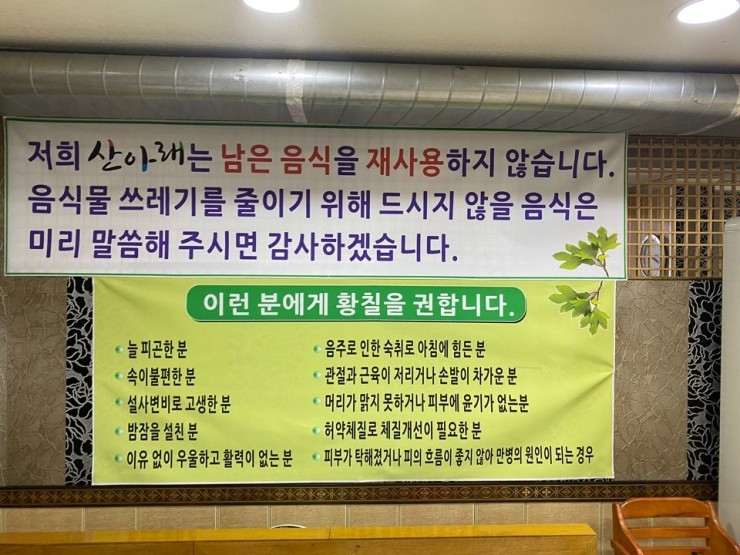 저희 산아래는 남은 음식을 재사용하지 않습니다.
음식물 쓰레기를 줄이기 위해 드시지 않을 음식은
미리 말씀해 주시면 감사하겠습니다.
이런 분에게 황칠을 권합니다.
늘 피곤한 분
속이불편한 분
설사변비로 고생한 분
밤잠을 설친 분
이유 없이 우울하고 활력이 없는 분
음주로 인한 숙취로 아침에 힘든 분
관절과 근육이 저리거나 손발이 차가운 분
머리가 맑지 못하거나 피부에 윤기가 없는분
허약체질로 체질개선이 필요한 분
피부가 탁해졌거나 피의 흐름이 좋지 않아 만병의 원인이 되는 경우